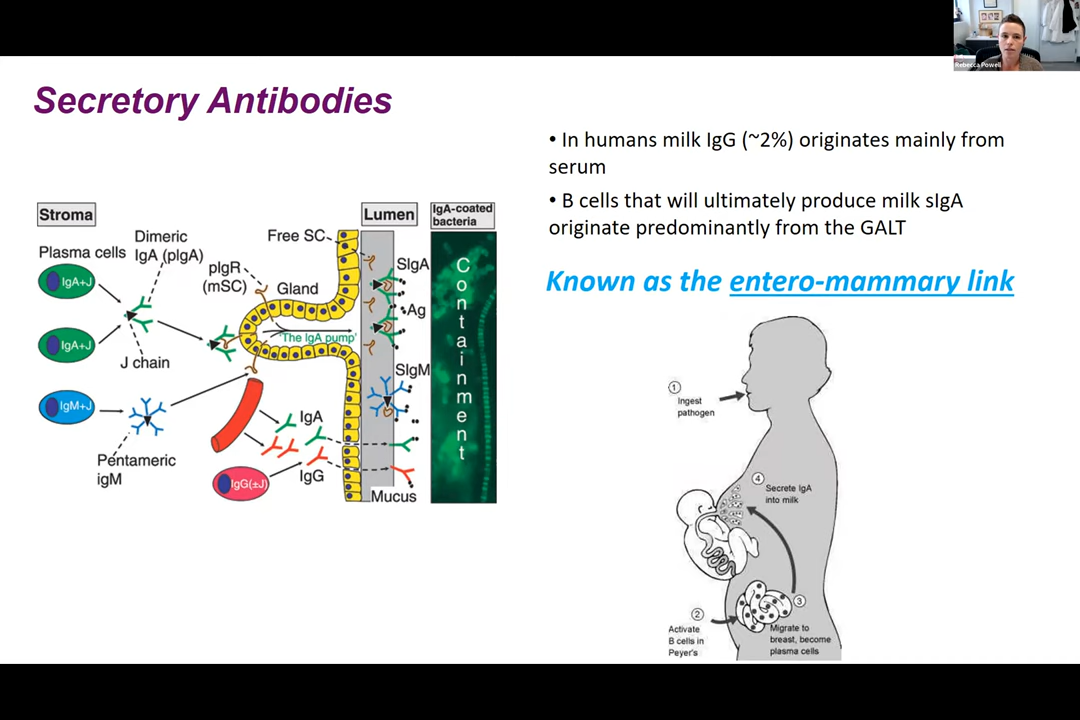 Rebecca Powell
Secretory Antibodies
• In humans milk IgG (~2%) originates mainly from
serum
• B cells that will ultimately produce milk sIgA
originate predominantly from the GALT
Known as the entero-mammary link
Stroma
Lumen
IgA-coated
bacteria
Plasma cells
Dimeric
IgA (pIgA)
pIgR
(mSC)
Free SC
Gland
SIgA
Ag
IgA+J
IgA+J
J chain
'The IgA pump'
SIgM
IgM+J
Pentameric
igM
IgA
IgG
IgG(±J)
Mucus
Containment
1
Ingest
pathogen
4
Secrete IgA
into milk
2
Activate
B cells in
Peyer's
3
Migrate to
breast, become
plasma cells